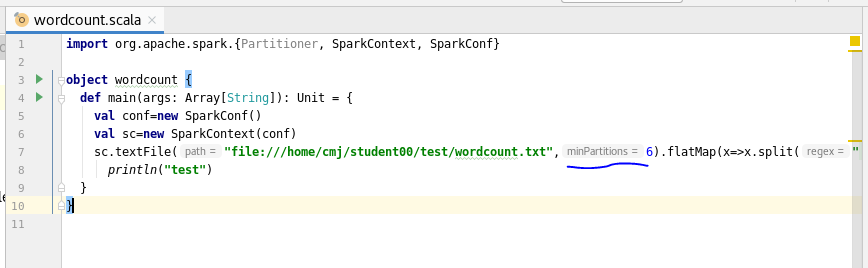 wordcount.scala
1 import org.apache.spark.{Partitioner, SparkContext, SparkConf}
2
3 object wordcount {
4 def main(args: Array[String]): Unit = {
5 val conf=new SparkConf()
6 val sc=new SparkContext(conf)
7 sc.textFile( path = "file:///home/cmj/student00/test/wordcount.txt", minPartitions = 6).flatMap(x=>x.split( regex = "
8 println("test")
9 }
10 }
11